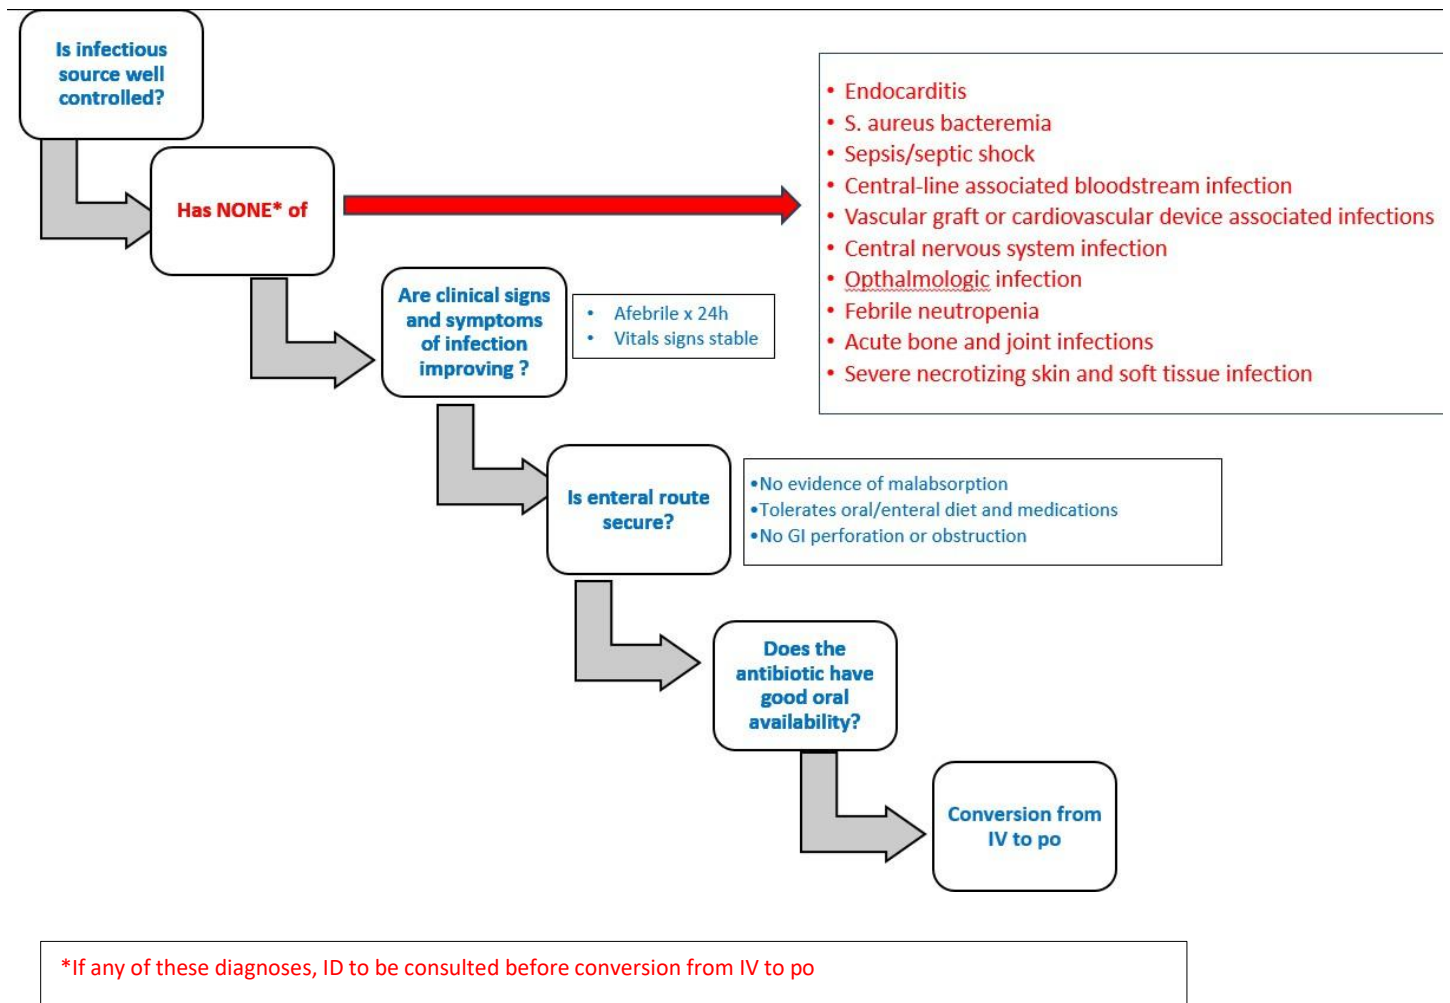 Is infectious
source well
controlled?
Has NONE* of
• Endocarditis
• S. aureus bacteremia
• Sepsis/septic shock
• Central-line associated bloodstream infection
• Vascular graft or cardiovascular device associated infections
• Central nervous system infection
• Opthalmologic infection
• Febrile neutropenia
• Acute bone and joint infections
• Severe necrotizing skin and soft tissue infection
Are clinical signs
and symptoms
of infection
improving ?
• Afebrile x 24h
• Vitals signs stable
Is enteral route
secure?
•No evidence of malabsorption
•Tolerates oral/enteral diet and medications
•No GI perforation or obstruction
Does the
antibiotic have
good oral
availability?
Conversion from
IV to po
*If any of these diagnoses, ID to be consulted before conversion from IV to po